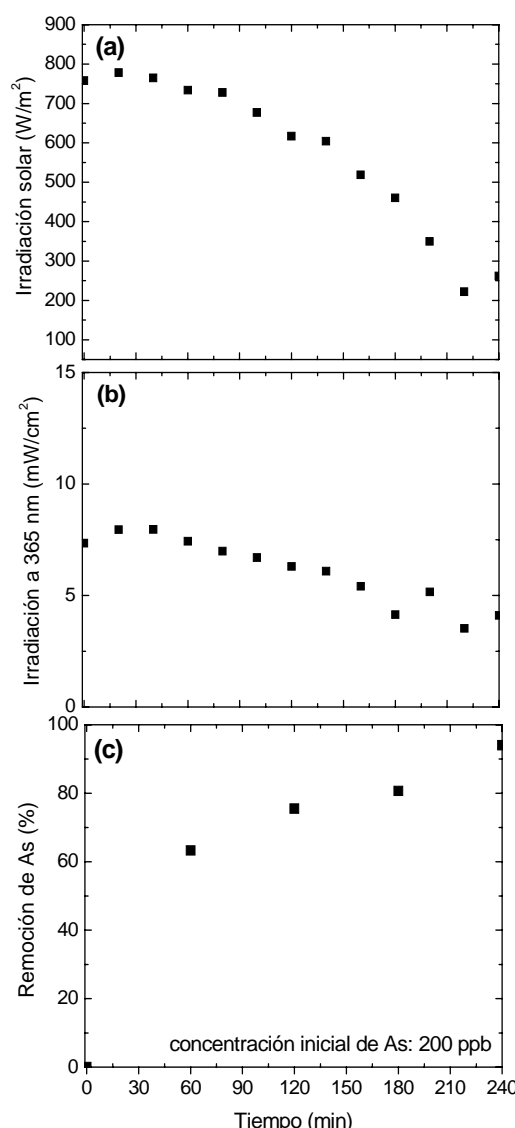 900
(a)
800
700
600
500
400
300
200
100
Irradiación solar (W/m²)
15
(b)
10
5
0
Irradiación a 365 nm (mW/cm²)
100
(c)
80
60
40
20
0
Remoción de As (%)
concentración inicial de As: 200 ppb
0 30 60 90 120 150 180 210 240
Tiempo (min)